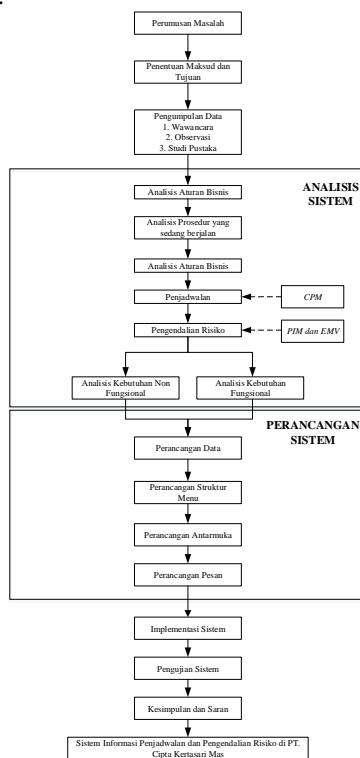 Perumusan Masalah
Penentuan Maksud dan
Tujuan
Pengumpulan Data
1. Wawancara
2. Observasi
3. Studi Pustaka
ANALISIS
SISTEM
Analisis Aturan Bisnis
Analisis Prosedur yang
sedang berjalan
Analisis Aturan Bisnis
Penjadwalan
CPM
Pengendalian Risiko
PIM dan EMV
Analisis Kebutuhan Non
Fungsional
Analisis Kebutuhan
Fungsional
PERANCANGAN
SISTEM
Perancangan Data
Perancangan Struktur
Menu
Perancangan Antarmuka
Perancangan Pesan
Implementasi Sistem
Pengujian Sistem
Kesimpulan dan Saran
Sistem Informasi Penjadwalan dan Pengendalian Risiko di PT.
Cipta Kertasari Mas